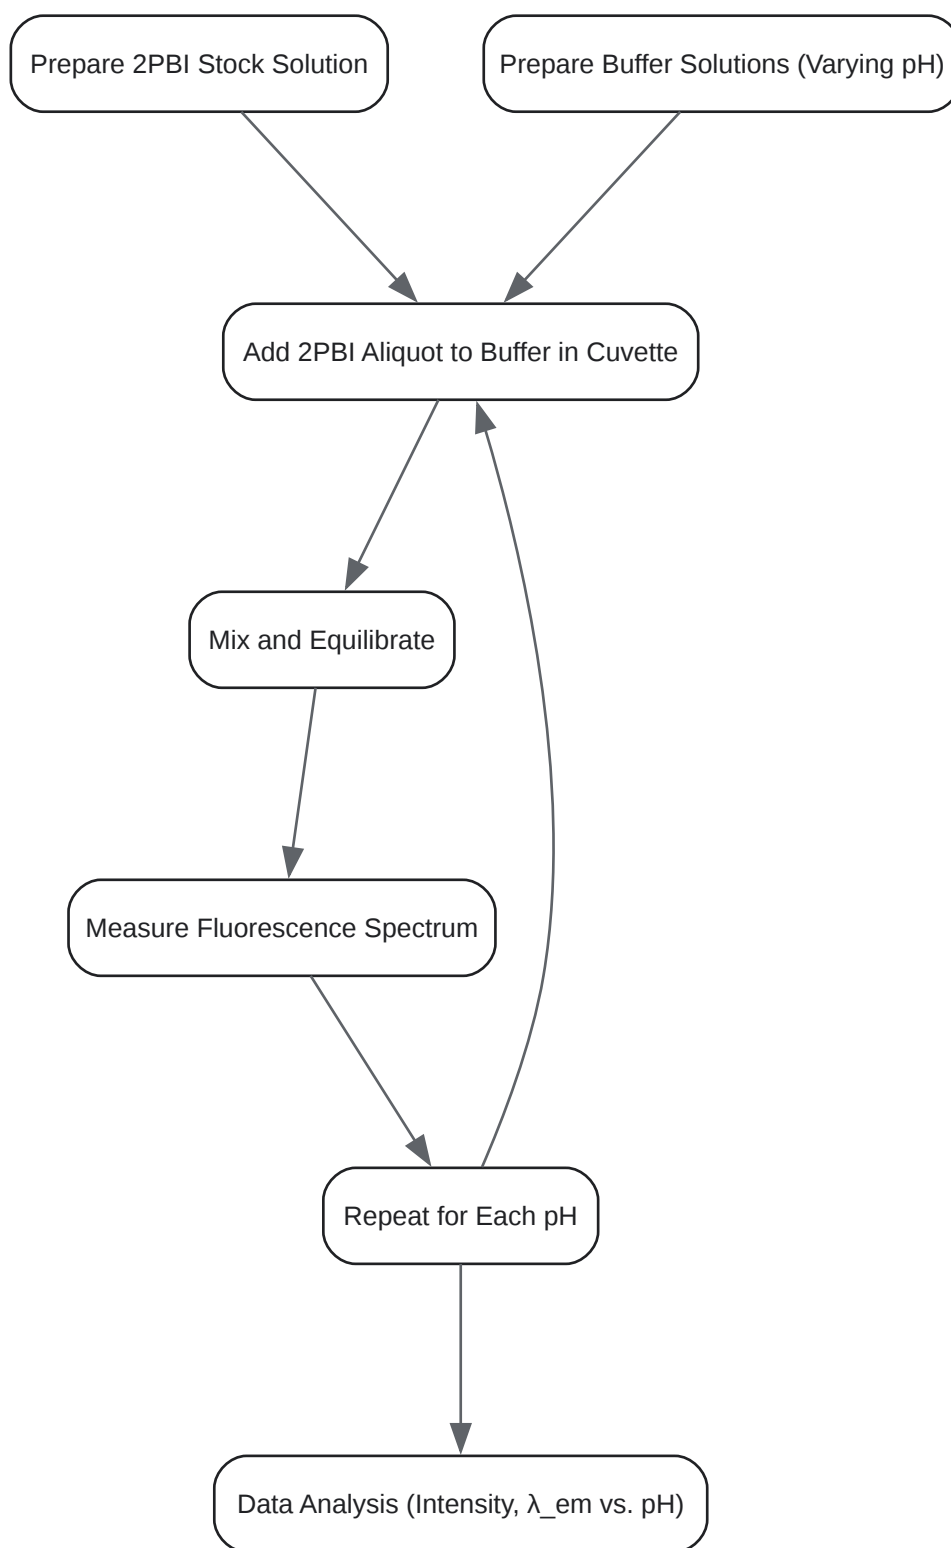 Prepare 2PBI Stock Solution
Prepare Buffer Solutions (Varying pH)
Add 2PBI Aliquot to Buffer in Cuvette
Mix and Equilibrate
Measure Fluorescence Spectrum
Repeat for Each pH
Data Analysis (Intensity, λ_em vs. pH)